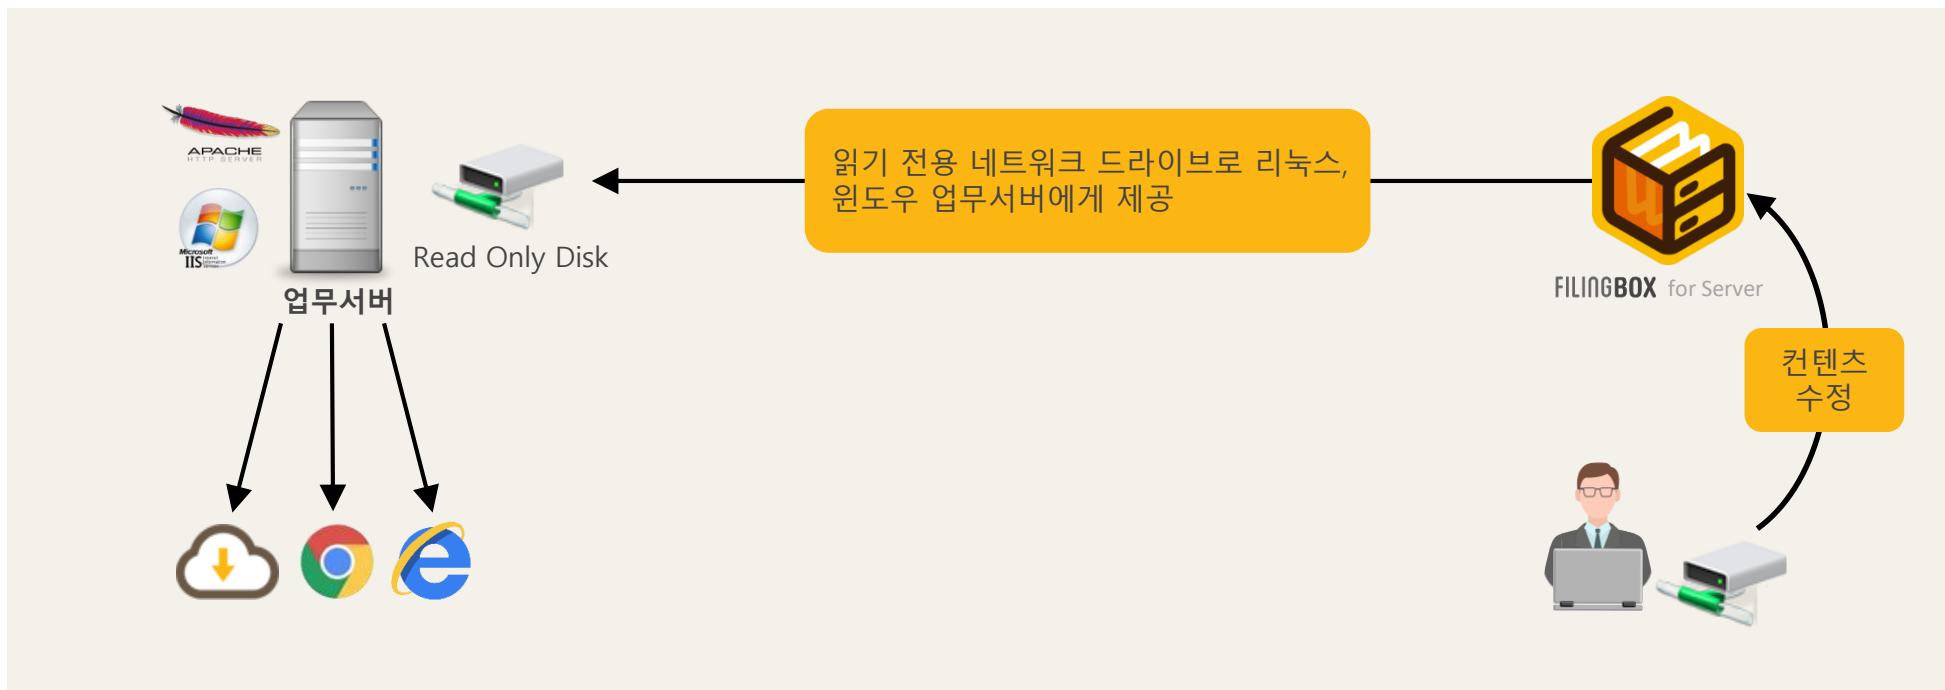 APACHE
HTTP SERVER
Microsoft
IIS
업무서버
Read Only Disk
읽기 전용 네트워크 드라이브로 리눅스,
윈도우 업무서버에게 제공
FILINGBOX for Server
컨텐츠
수정